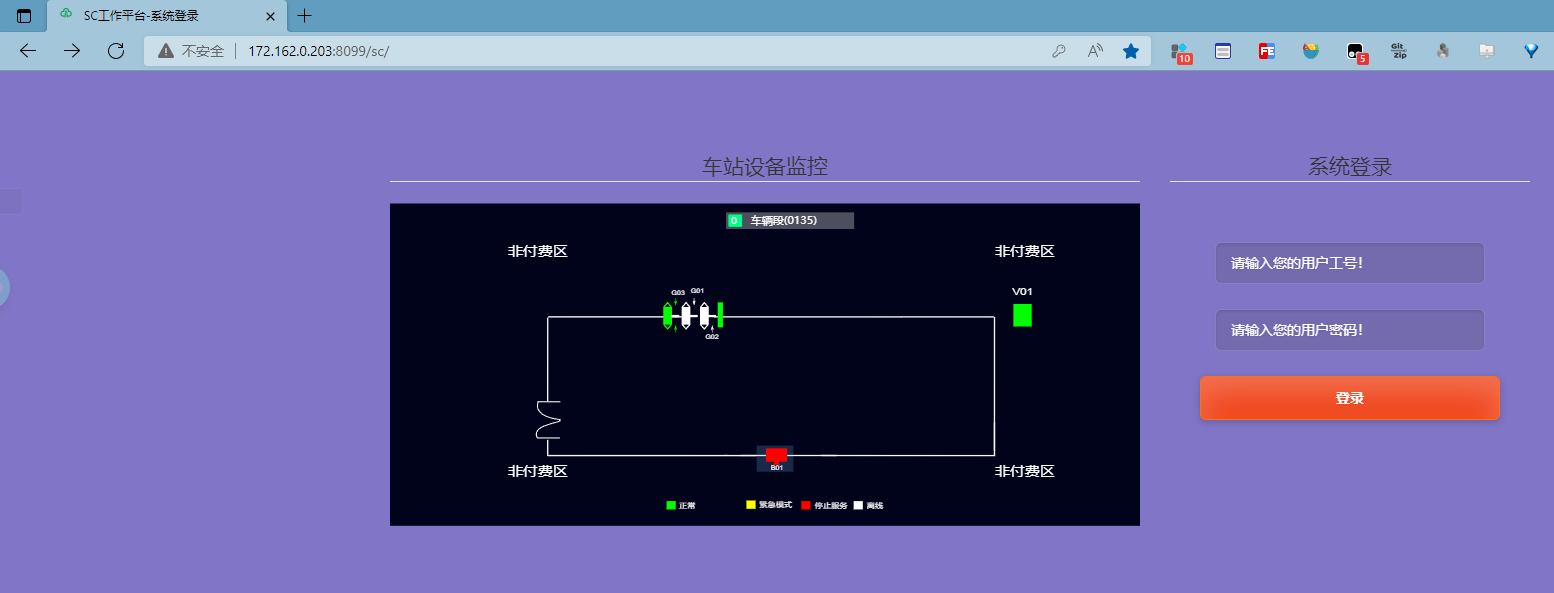 SC工作平台-系统登录
不安全
172.162.0.203:8099/sc/
10
FE
5
Git Zip
车站设备监控
系统登录
0 车辆段(0135)
非付费区
非付费区
G03
G01
V01
G02
请输入您的用户工号!
请输入您的用户密码!
登录
B01
非付费区
非付费区
正常
紧急模式
停止服务
离线